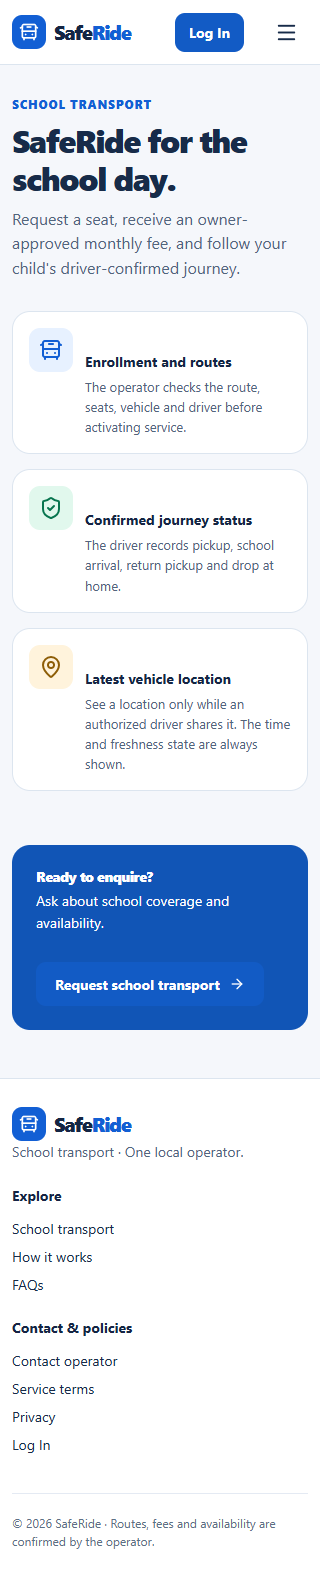 SafeRide
Log In
SCHOOL TRANSPORT
SafeRide for the
school day.
Request a seat, receive an owner-
approved monthly fee, and follow your
child's driver-confirmed journey.
Enrollment and routes
The operator checks the route,
seats, vehicle and driver before
activating service.
Confirmed journey status
The driver records pickup, school
arrival, return pickup and drop at
home.
Latest vehicle location
See a location only while an
authorized driver shares it. The time
and freshness state are always
shown.
Ready to enquire?
Ask about school coverage and
availability.
Request school transport
SafeRide
School transport · One local operator.
Explore
School transport
How it works
FAQs
Contact & policies
Contact operator
Service terms
Privacy
Log In
© 2026 SafeRide · Routes, fees and availability are
confirmed by the operator.